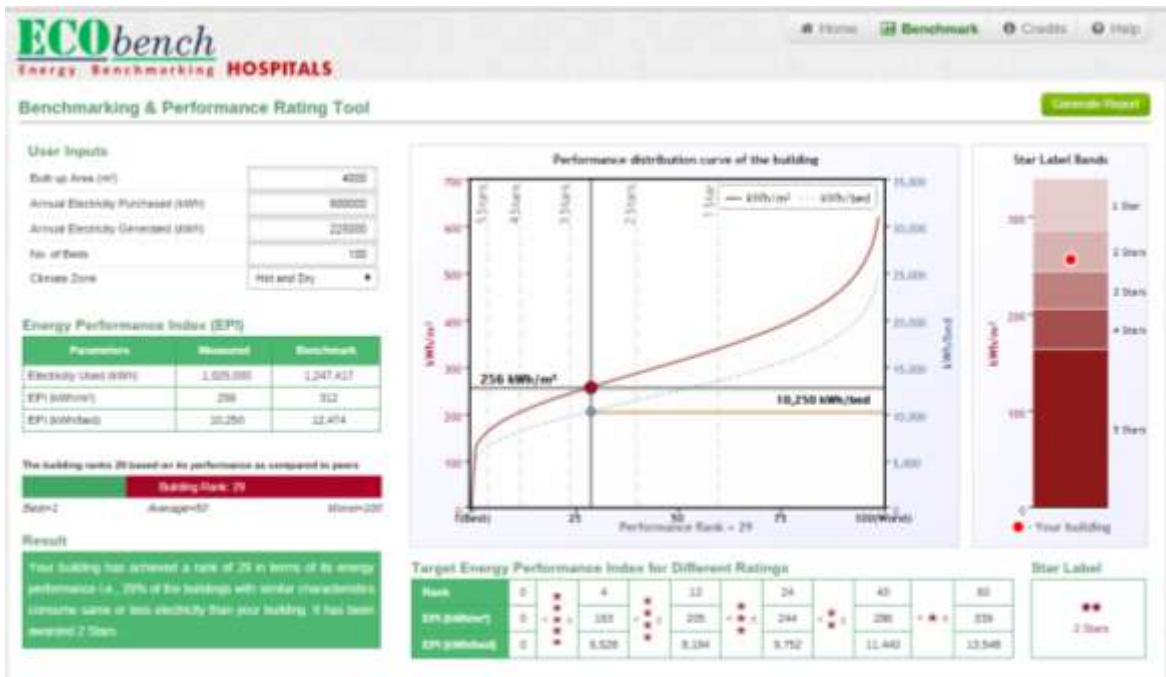 ECObench
Energy Benchmarking HOSPITALS
Home Benchmark Credits Help
Benchmarking & Performance Rating Tool
Generate Report
User Inputs
Built up Area (m²) 4000
Annual Electricity Purchased (kWh) 800000
Annual Electricity Generated (kWh) 225000
No. of Beds 100
Climate Zone Hot and Dry
Energy Performance Index (EPI)
Parameters Measured Benchmark
Electricity Used (kWh) 1,025,000 1,247,417
EPI (kWh/m²) 256 312
EPI (kWh/bed) 10,250 12,474
The building ranks 29 based on its performance as compared to peers
Building Rank: 29
Best=1 Average=50 Worst=100
Result
Your building has achieved a rank of 29 in terms of its energy
performance i.e., 29% of the buildings with similar characteristics
consume same or less electricity than your building. It has been
awarded 2 Stars
Performance distribution curve of the building
kWh/m² kWh/bed
5 Stars
4 Stars
3 Stars
2 Stars
1 Star
700
600
500
400
300
200
100
0
kWh/m²
256 kWh/m²
10,250 kWh/bed
35,000
30,000
25,000
20,000
15,000
10,000
5,000
0
kWh/bed
1(Best) 25 50 75 100(Worst)
Performance Rank = 29
Star Label Bands
300
200
100
0
kWh/m²
1 Star
2 Stars
3 Stars
4 Stars
5 Stars
Your building
Target Energy Performance Index for Different Ratings
Rank 0 4 12 24 40 60
EPI (kWh/m²) 0 163 205 244 286 339
EPI (kWh/bed) 0 6,528 8,194 9,752 11,440 13,548
Star Label
2 Stars